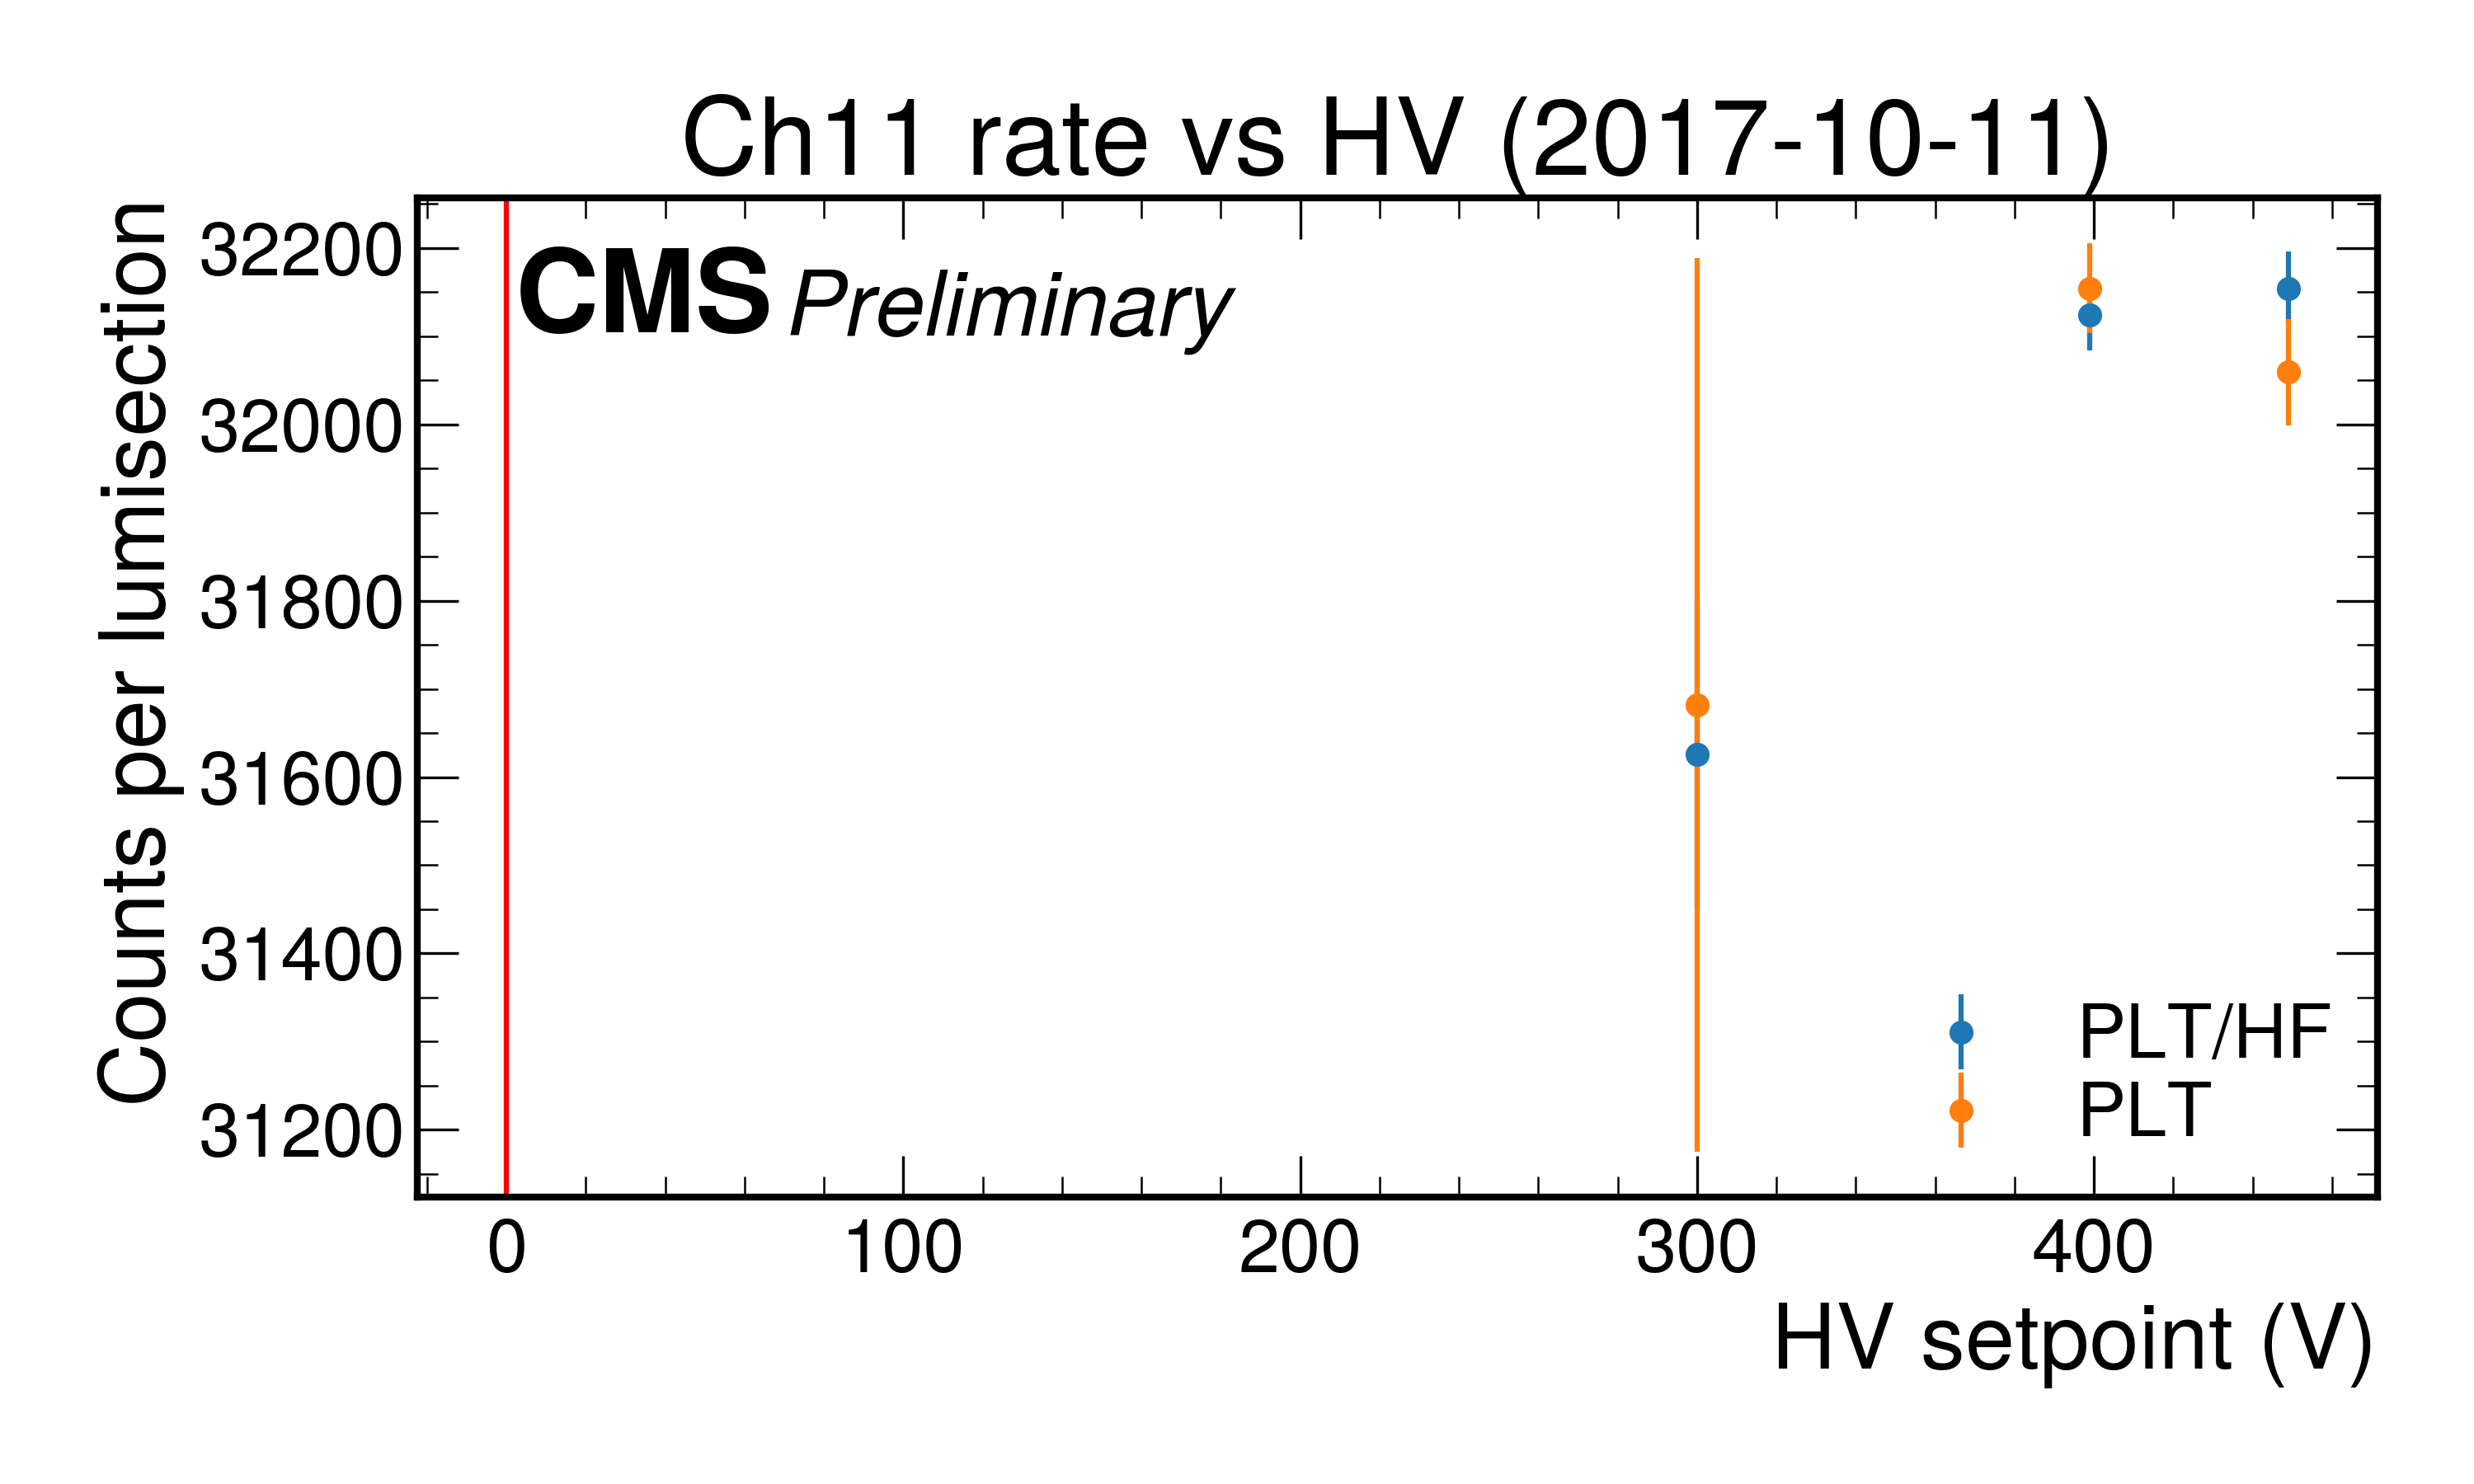 Ch11 rate vs HV (2017-10-11)
CMS Preliminary
Counts per lumisection
32200
32000
31800
31600
31400
31200
PLT/HF
PLT
0 100 200 300 400
HV setpoint (V)